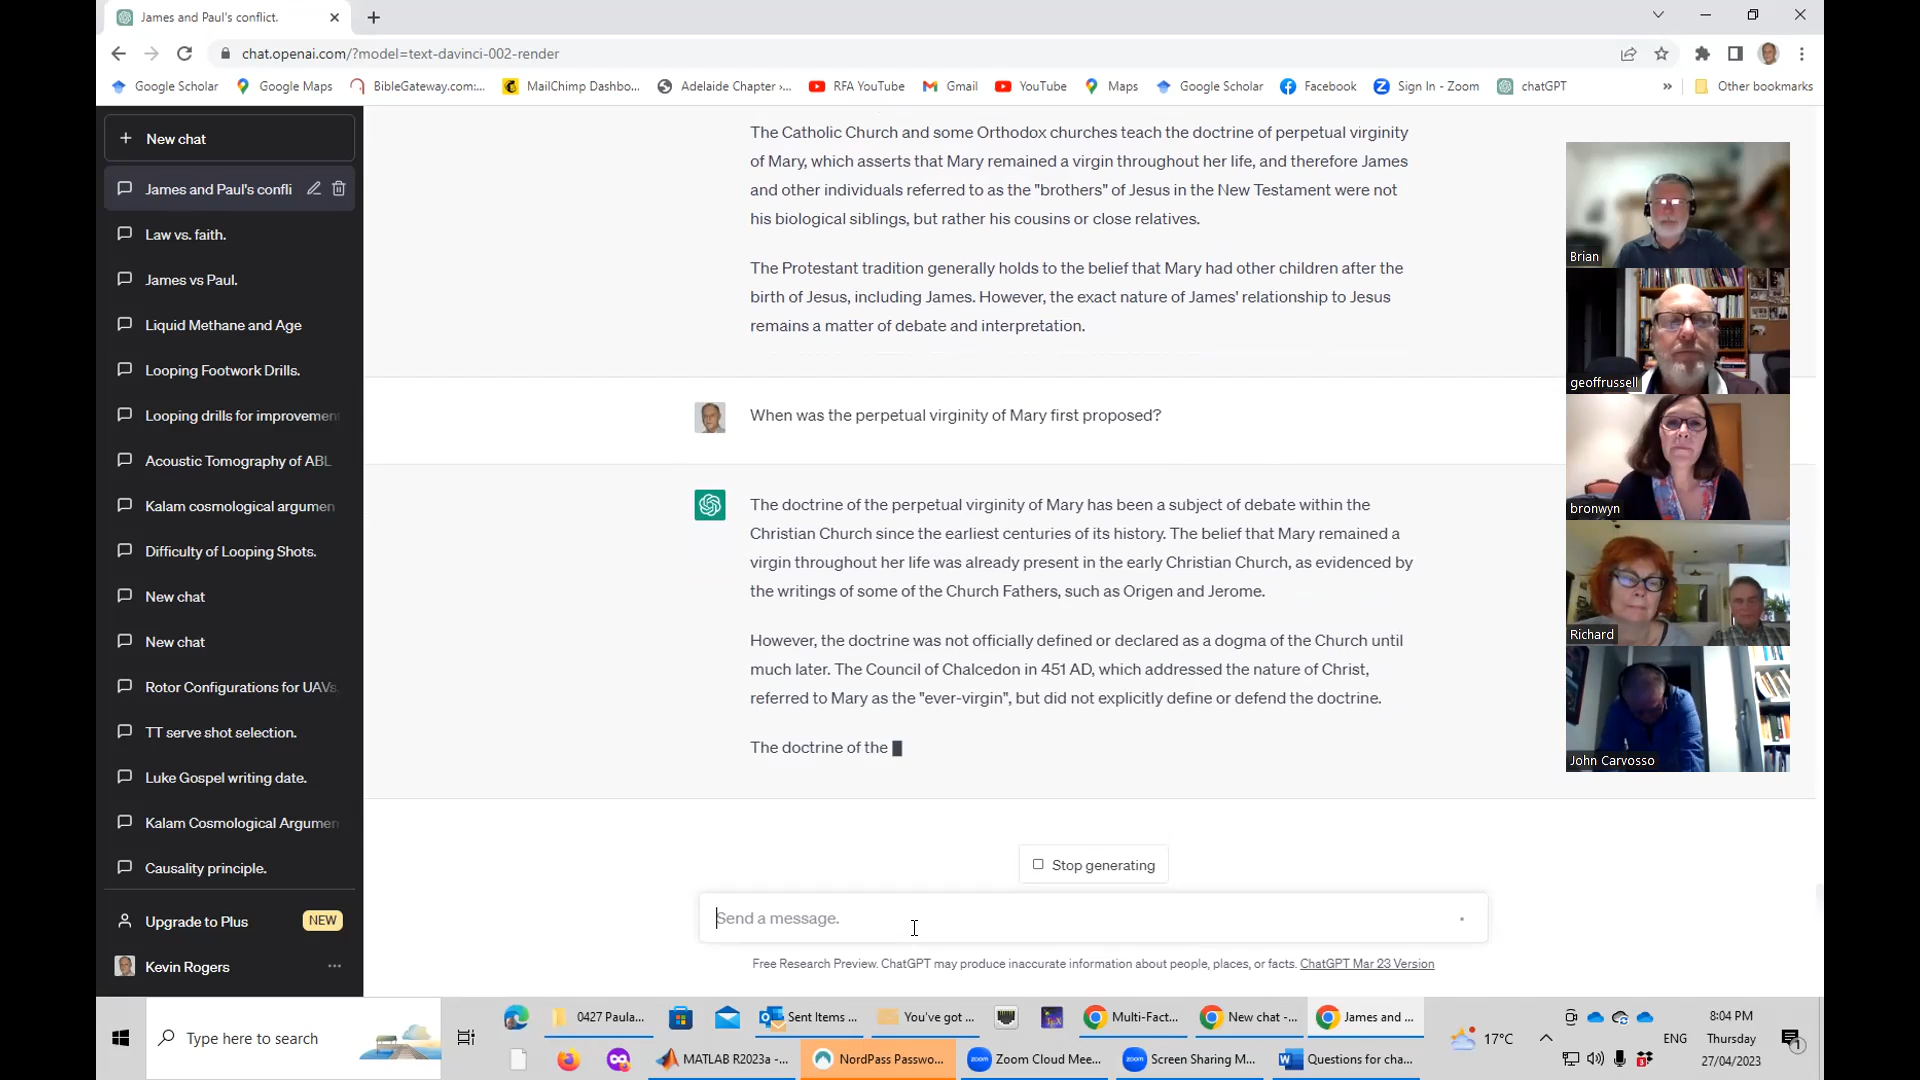 James and Paul's conflict.
chat.openai.com/?model=text-davinci-002-render
Google Scholar
Google Maps
BibleGateway.com:...
MailChimp Dashbo...
Adelaide Chapter ›...
RFA YouTube
Gmail
YouTube
Maps
Google Scholar
Facebook
Sign In - Zoom
chatGPT
»
Other bookmarks
+ New chat
James and Paul's confli
Law vs. faith.
James vs Paul.
Liquid Methane and Age
Looping Footwork Drills.
Looping drills for improvemen
Acoustic Tomography of ABL
Kalam cosmological argumen
Difficulty of Looping Shots.
New chat
New chat
Rotor Configurations for UAVs.
TT serve shot selection.
Luke Gospel writing date.
Kalam Cosmological Argumen
Causality principle.
Upgrade to Plus
NEW
Kevin Rogers
The Catholic Church and some Orthodox churches teach the doctrine of perpetual virginity
of Mary, which asserts that Mary remained a virgin throughout her life, and therefore James
and other individuals referred to as the "brothers" of Jesus in the New Testament were not
his biological siblings, but rather his cousins or close relatives.
The Protestant tradition generally holds to the belief that Mary had other children after the
birth of Jesus, including James. However, the exact nature of James' relationship to Jesus
remains a matter of debate and interpretation.
When was the perpetual virginity of Mary first proposed?
The doctrine of the perpetual virginity of Mary has been a subject of debate within the
Christian Church since the earliest centuries of its history. The belief that Mary remained a
virgin throughout her life was already present in the early Christian Church, as evidenced by
the writings of some of the Church Fathers, such as Origen and Jerome.
However, the doctrine was not officially defined or declared as a dogma of the Church until
much later. The Council of Chalcedon in 451 AD, which addressed the nature of Christ,
referred to Mary as the "ever-virgin", but did not explicitly define or defend the doctrine.
The doctrine of the
Stop generating
Send a message.
Free Research Preview. ChatGPT may produce inaccurate information about people, places, or facts. ChatGPT Mar 23 Version
Brian
geoffrussell
bronwyn
Richard
John Carvosso
Type here to search
0427 Paula...
Sent Items ...
You've got ...
Multi-Fact...
New chat -...
James and ...
MATLAB R2023a -...
NordPass Passwo...
Zoom Cloud Mee...
Screen Sharing M...
Questions for cha...
17°C
ENG
8:04 PM
Thursday
27/04/2023
1